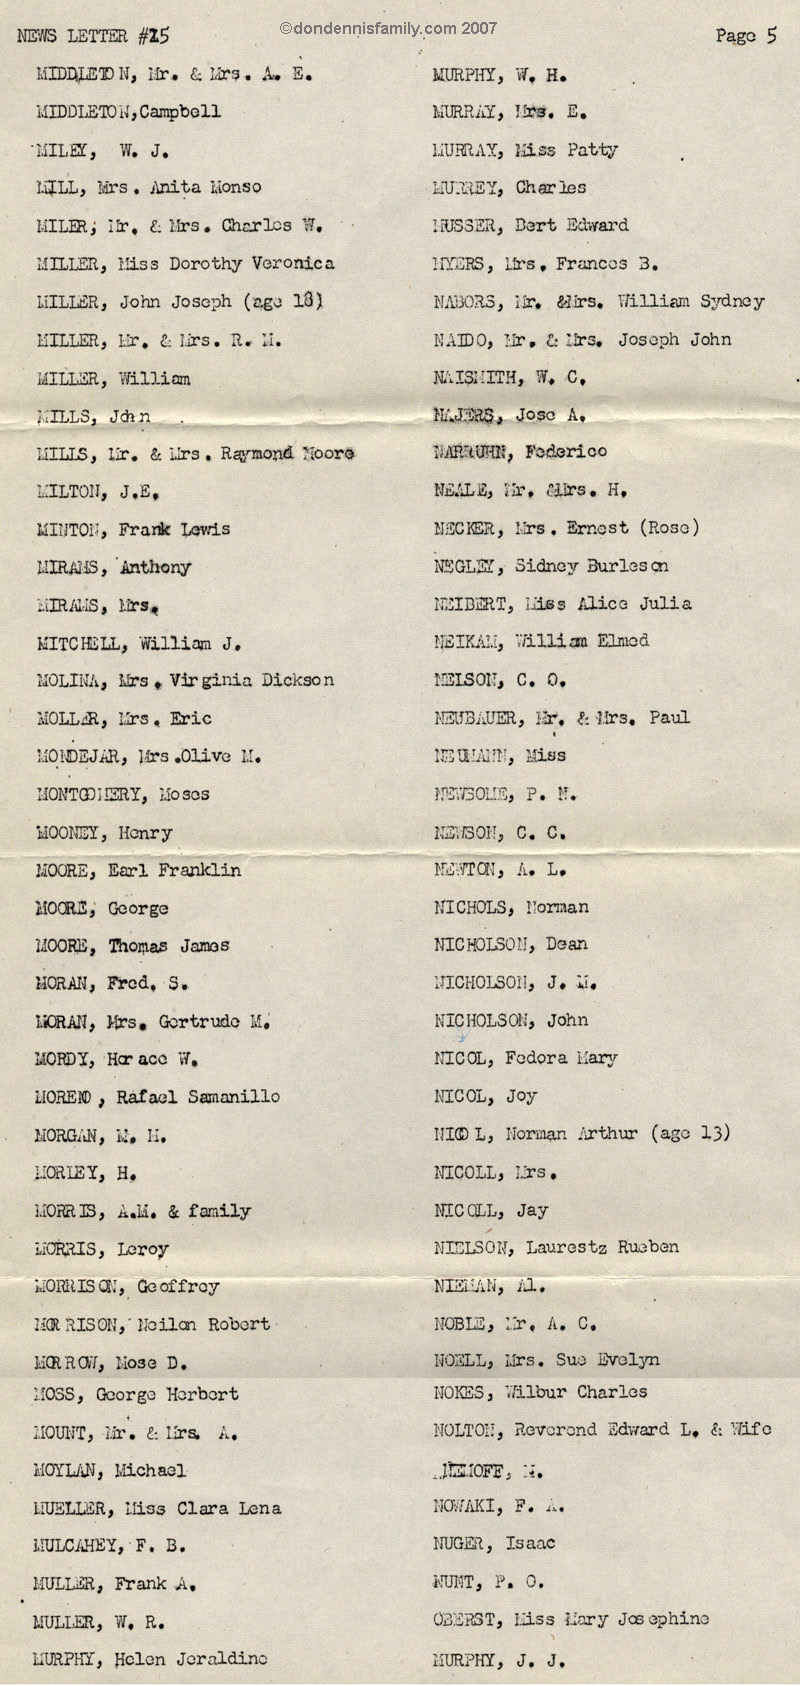 ©dondennisfamily.com 2007
NEWS LETTER #25
Page 5
MIDDLETON, Mr. & Mrs. A. E.
MIDDLETON,Campbell
MILEY, W. J.
MILL, Mrs. Anita Monso
MILER, Mr. & Mrs. Charles W.
MILLER, Miss Dorothy Veronica
MILLER, John Joseph (age 18)
MILLER, Mr. & Mrs. R. M.
MILLER, William
MILLS, John
MILLS, Mr. & Mrs. Raymond Moore
MILTON, J.E.
MINTON, Frank Lewis
MIRAMS, Anthony
MIRAMS, Mrs.
MITCHELL, William J.
MOLINA, Mrs. Virginia Dickson
MOLLER, Mrs. Eric
MONDEJAR, Mrs.Olive M.
MONTGOMERY, Moses
MOONEY, Henry
MOORE, Earl Franklin
MOORE, George
MOORE, Thomas James
MORAN, Fred. S.
MORAN, Mrs. Gertrude M.
MORDY, Horace W.
MORENO, Rafael Samanillo
MORGAN, M. M.
MORLEY, H.
MORRIS, A.M. & family
MORRIS, Leroy
MORRISON, Geoffrey
MORRISON, Neilon Robert
MORROW, Mose D.
MOSS, George Herbert
MOUNT, Mr. & Mrs. A.
MOYLAN, Michael
MUELLER, Miss Clara Lena
MULCAHEY, F. B.
MULLER, Frank A.
MULLER, W. R.
MURPHY, Helen Jeraldine
MURPHY, W. H.
MURRAY, Mrs. E.
MURRAY, Miss Patty
MURREY, Charles
MUSSER, Bert Edward
MYERS, Mrs. Frances B.
NABORS, Mr. &Mrs. William Sydney
NAIDO, Mr. & Mrs. Joseph John
NAISMITH, W. C.
NAJERS, Jose A.
NARRUHN, Federico
NEALE, Mr. &Mrs. H.
NECKER, Mrs. Ernest (Rose)
NEGLEY, Sidney Burleson
NEIBERT, Miss Alice Julia
NEIKAM, William Elmed
NELSON, C. O.
NEUBAUER, Mr. & Mrs. Paul
NEUMANN, Miss
NEWSOME, P. N.
NEWSON, C. C.
NEWTON, A. L.
NICHOLS, Norman
NICHOLSON, Dean
NICHOLSON, J. M.
NICHOLSON, John
NICOL, Fedora Mary
NICOL, Joy
NICOL, Norman Arthur (age 13)
NICOLL, Mrs.
NICOLL, Jay
NIELSON, Laurestz Rueben
NIEMAN, Al.
NOBLE, Mr. A. C.
NOELL, Mrs. Sue Evelyn
NOKES, Wilbur Charles
NOLTON, Reverend Edward L. & Wife
NOWAKI, F. A.
NUGER, Isaac
NUNT, P. O.
OBERST, Miss Mary Josephine
MURPHY, J. J.